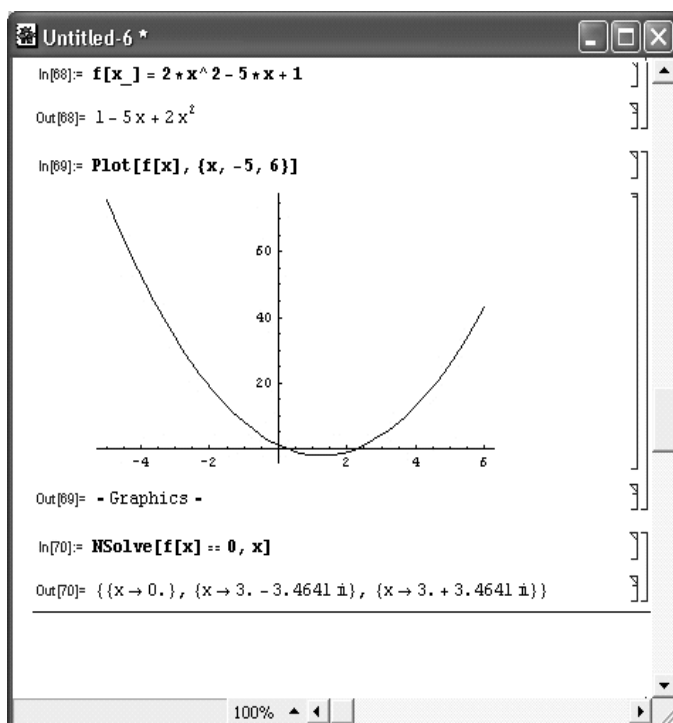 Untitled-6 *
In[68]:= f[x_] = 2*x^2-5*x+1
Out[68]= 1 - 5 x + 2 x²
In[69]:= Plot[f[x], {x, -5, 6}]
60
40
20
-4 -2 2 4 6
Out[69]= - Graphics -
In[70]:= NSolve[f[x] == 0, x]
Out[70]= {{x → 0.}, {x → 3. - 3.4641 i}, {x → 3. + 3.4641 i}}
100%